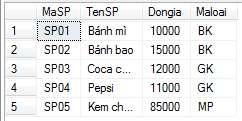 MaSP TenSP Dongia Maloai
1 SP01 Bánh mì 10000 BK
2 SP02 Bánh bao 15000 BK
3 SP03 Coca c... 12000 GK
4 SP04 Pepsi 11000 GK
5 SP05 Kem ch... 85000 MP